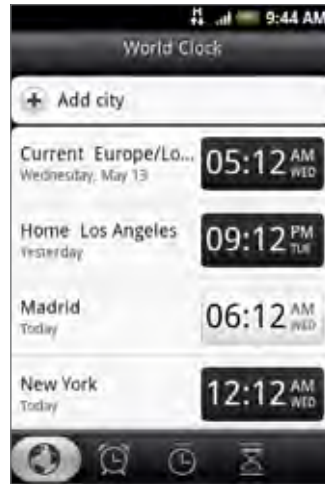 H 9:44 AM
World Clock
Add city
Current Europe/Lo... 05:12 AM WED
Wednesday, May 13
Home Los Angeles 09:12 PM TUE
Yesterday
Madrid 06:12 AM WED
Today
New York 12:12 AM WED
Today